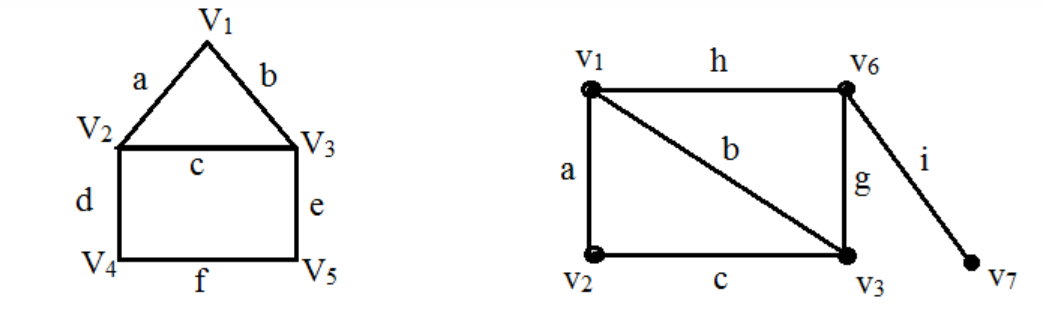 V₁
a
b
V₂
V₃
c
d
e
V₄
V₅
f
v₁
h
v₆
a
b
g
i
v₂
c
v₃
v₇